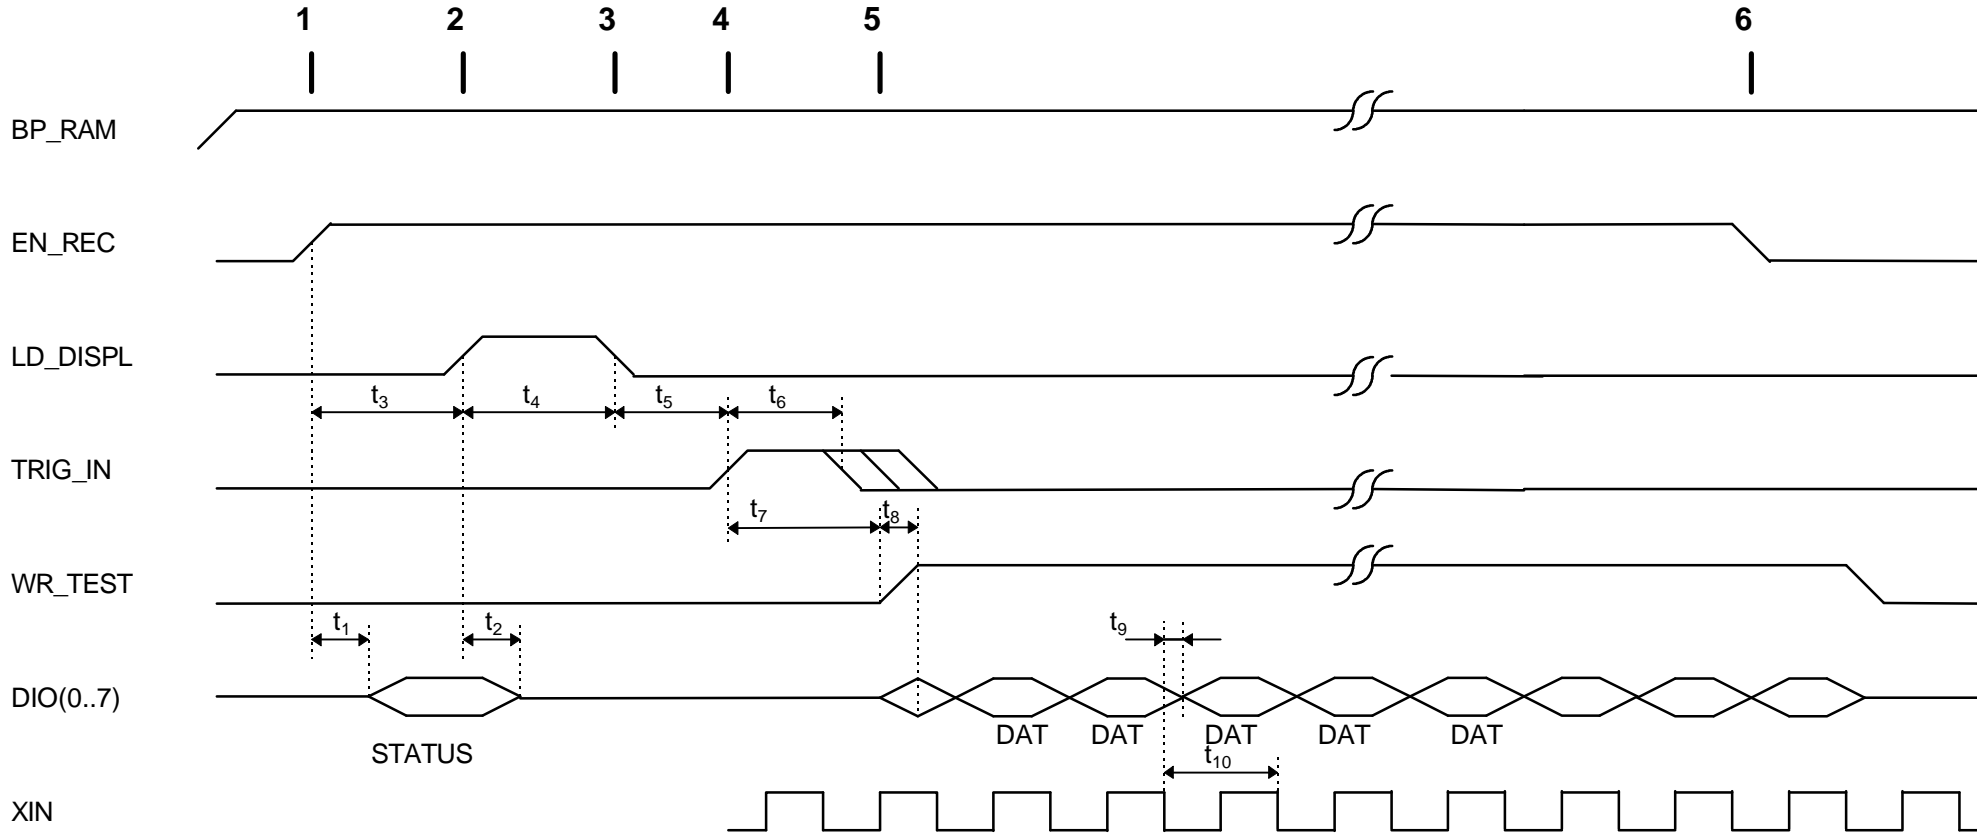 1 2 3 4 5 6
BP_RAM
EN_REC
LD_DISPL
t3 t4 t5 t6
TRIG_IN
t7 t8
WR_TEST
t1 t2 t9
DIO(0..7)
DAT DAT DAT DAT DAT
STATUS t10
XIN